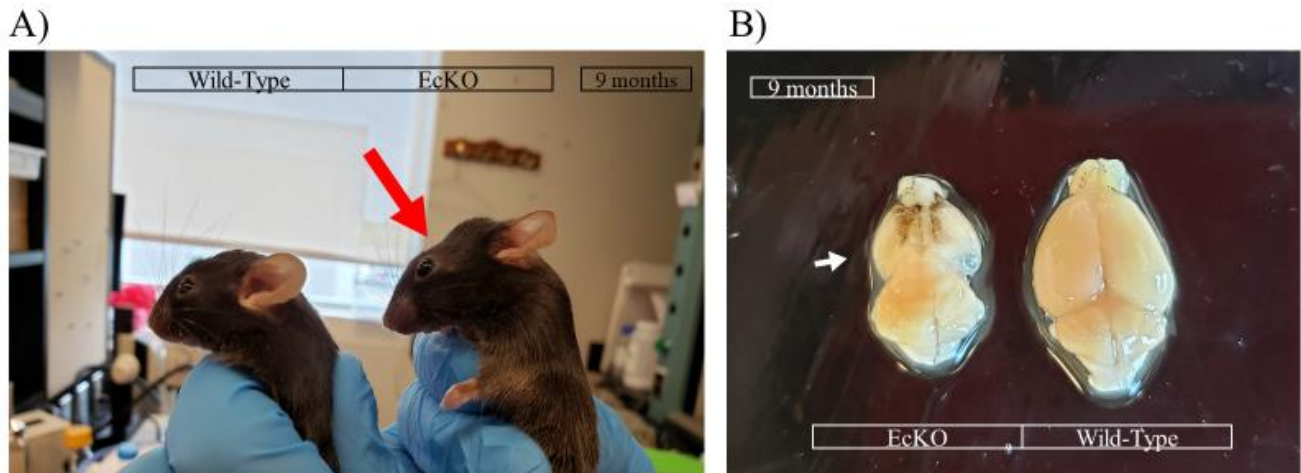 A)
Wild-Type EcKO 9 months
B)
9 months
EcKO Wild-Type